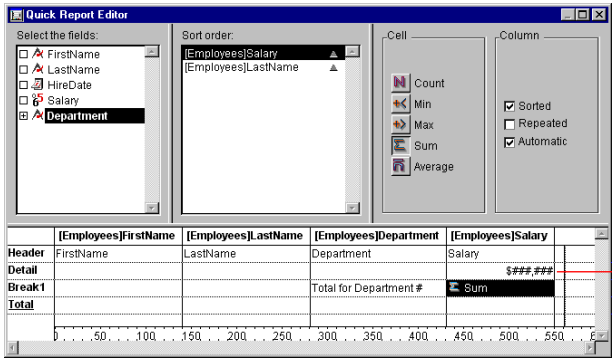 Quick Report Editor
Select the fields:
FirstName
LastName
HireDate
Salary
Department
Sort order:
[Employees]Salary
[Employees]LastName
Cell
Count
Min
Max
Sum
Average
Column
Sorted
Repeated
Automatic
[Employees]FirstName [Employees]LastName [Employees]Department [Employees]Salary
Header FirstName LastName Department Salary
Detail $###,###
Break1 Total for Department # Sum
Total
0 50 100 150 200 250 300 350 400 450 500 550